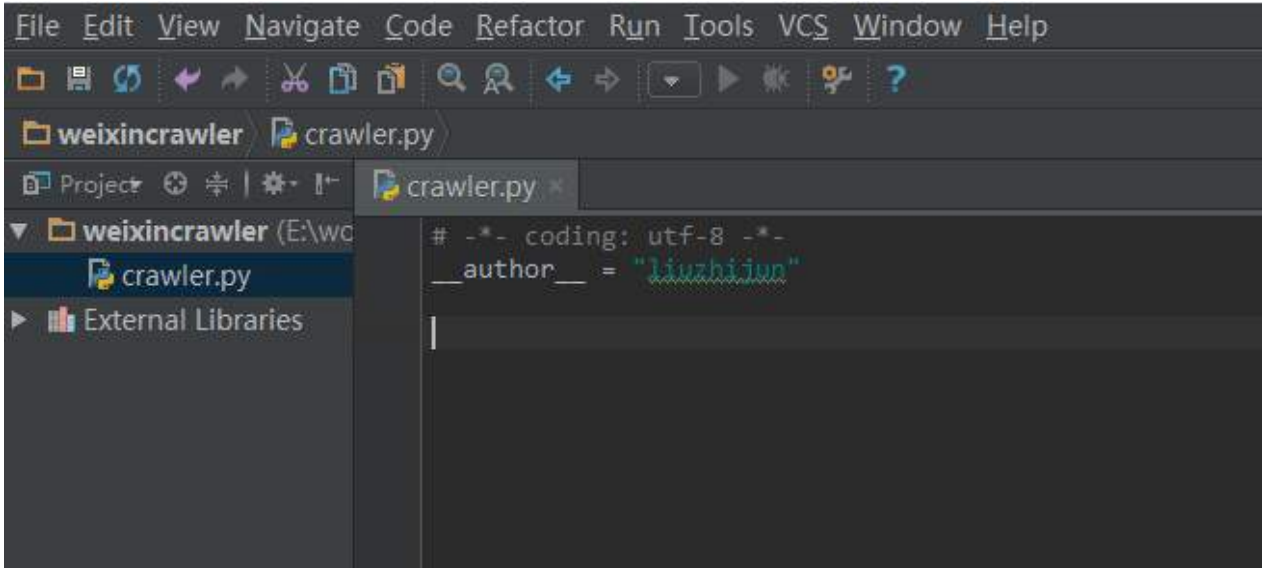 File Edit View Navigate Code Refactor Run Tools VCS Window Help
weixincrawler crawler.py
Project crawler.py
weixincrawler (E:\wo
# -*- coding: utf-8 -*-
crawler.py
__author__ = "liuzhijun"
External Libraries